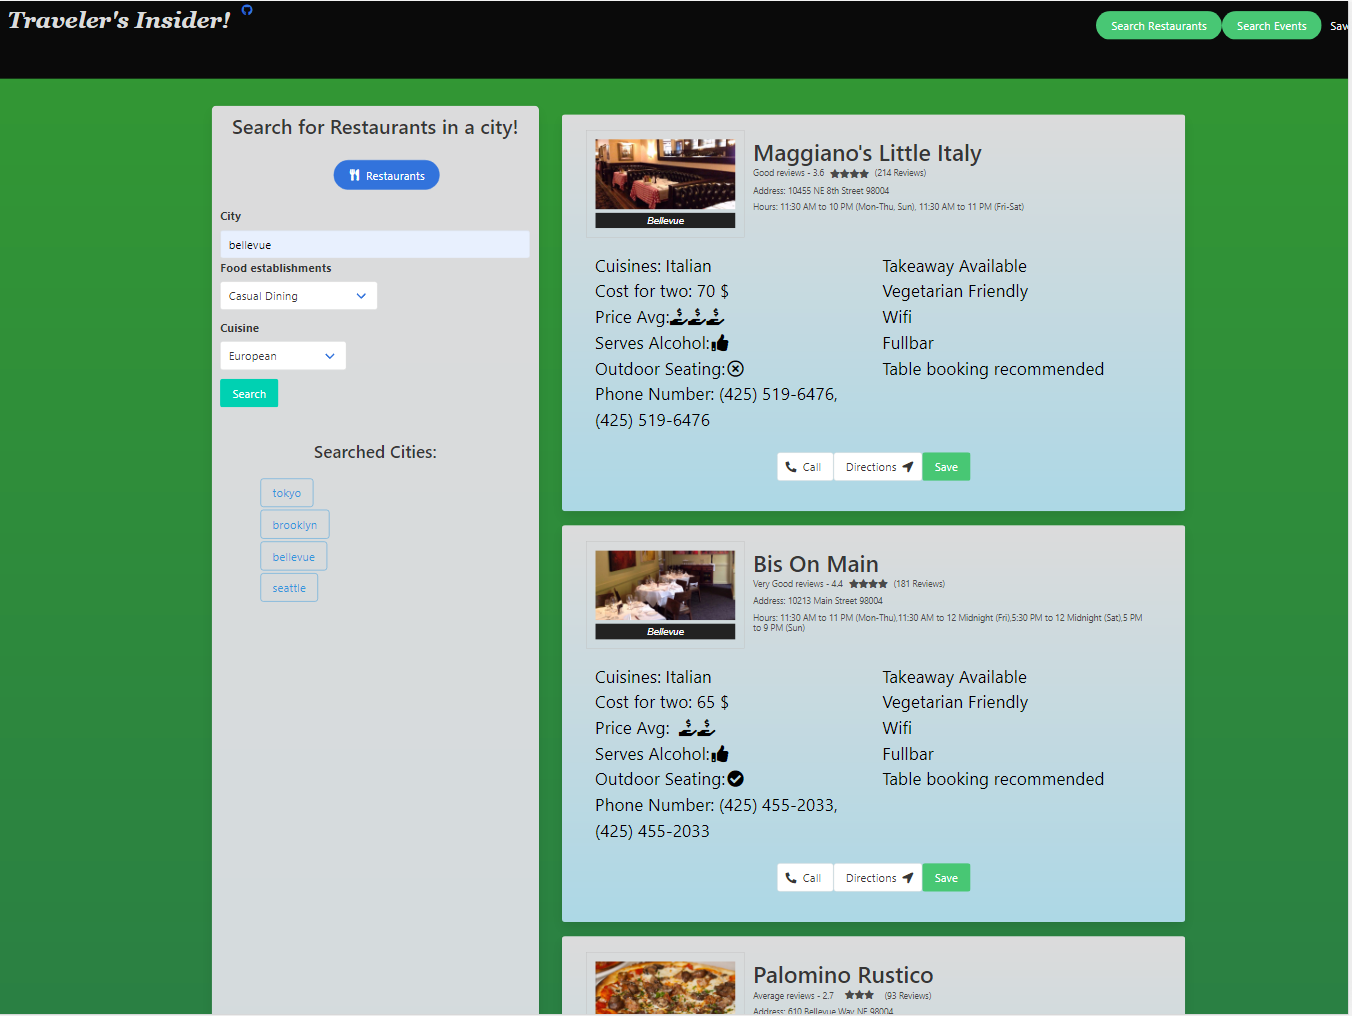 Traveler's Insider!
Search Restaurants
Search Events
Sav
Search for Restaurants in a city!
Restaurants
City
bellevue
Food establishments
Casual Dining
Cuisine
European
Search
Searched Cities:
tokyo
brooklyn
bellevue
seattle
Maggiano's Little Italy
Good reviews - 3.6 (214 Reviews)
Address: 10455 NE 8th Street 98004
Hours: 11:30 AM to 10 PM (Mon-Thu, Sun), 11:30 AM to 11 PM (Fri-Sat)
Bellevue
Cuisines: Italian
Cost for two: 70 $
Price Avg:
Serves Alcohol:
Outdoor Seating:
Phone Number: (425) 519-6476,
(425) 519-6476
Takeaway Available
Vegetarian Friendly
Wifi
Fullbar
Table booking recommended
Call
Directions
Save
Bis On Main
Very Good reviews - 4.4 (181 Reviews)
Address: 10213 Main Street 98004
Hours: 11:30 AM to 11 PM (Mon-Thu),11:30 AM to 12 Midnight (Fri),5:30 PM to 12 Midnight (Sat),5 PM
to 9 PM (Sun)
Bellevue
Cuisines: Italian
Cost for two: 65 $
Price Avg:
Serves Alcohol:
Outdoor Seating:
Phone Number: (425) 455-2033,
(425) 455-2033
Takeaway Available
Vegetarian Friendly
Wifi
Fullbar
Table booking recommended
Call
Directions
Save
Palomino Rustico
Average reviews - 2.7 (93 Reviews)
Address: 610 Bellevue Way NE 98004